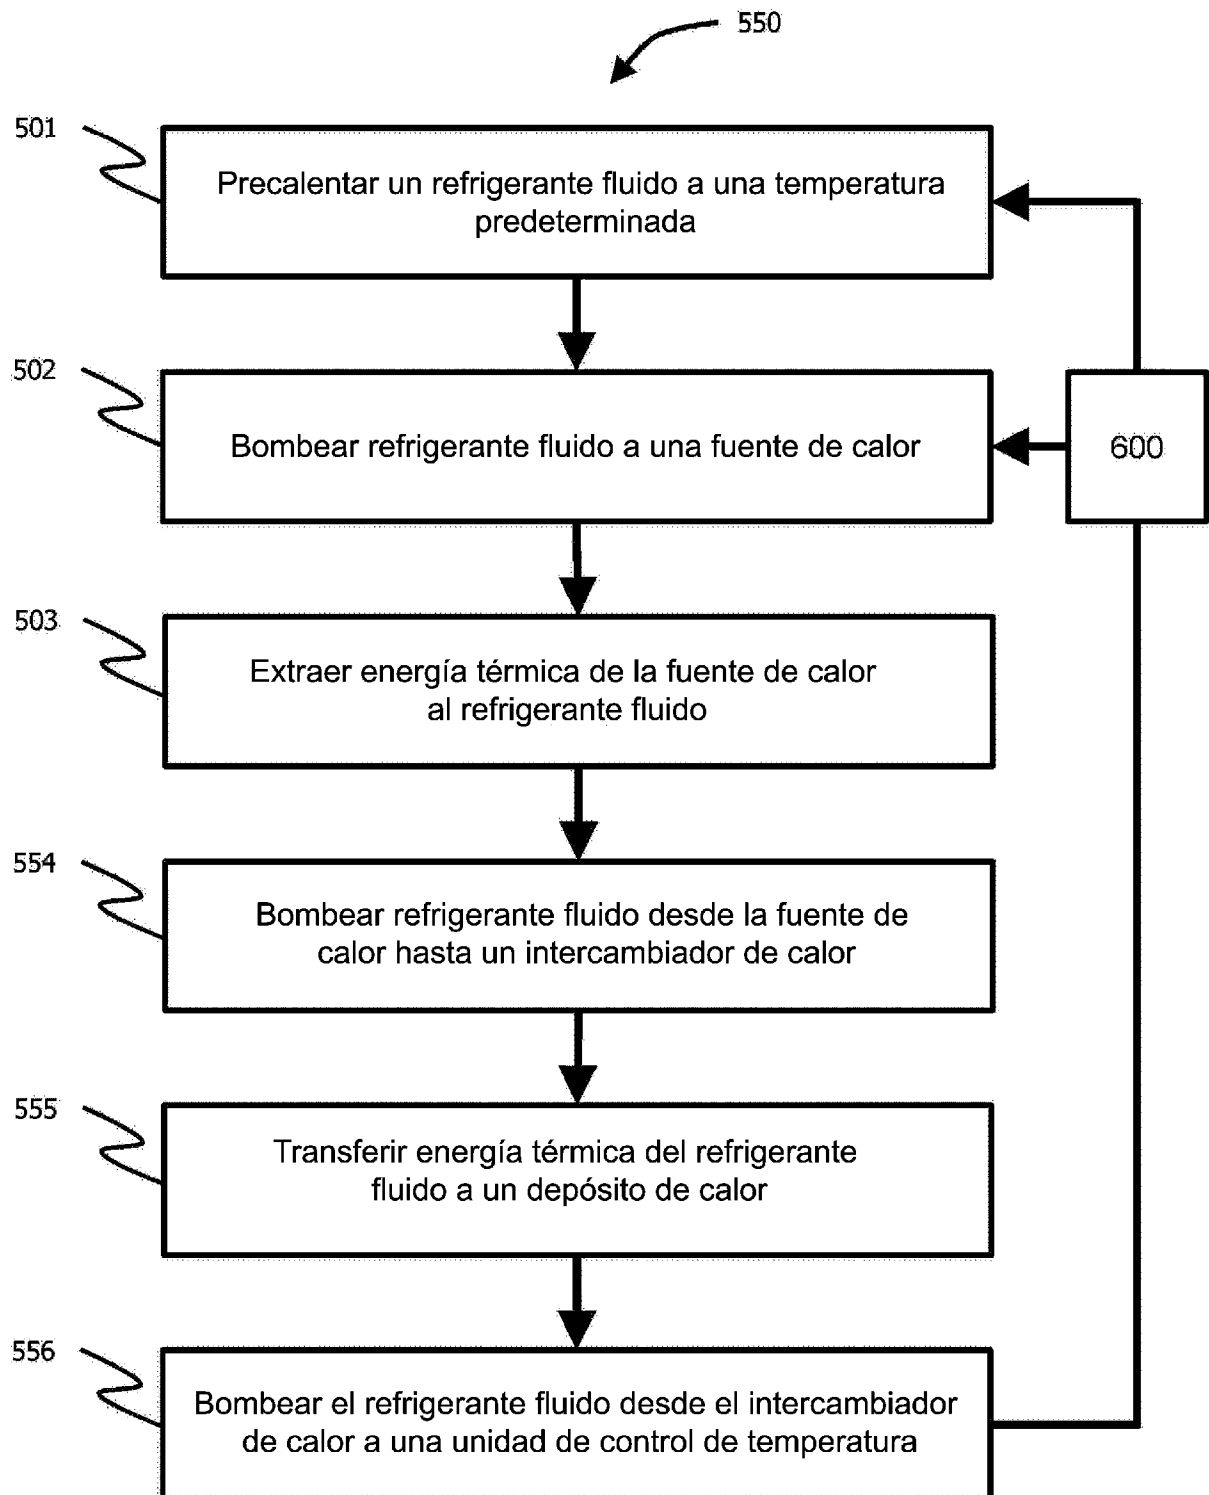 550
501
Precalentar un refrigerante fluido a una temperatura
predeterminada
502
Bombear refrigerante fluido a una fuente de calor
600
503
Extraer energía térmica de la fuente de calor
al refrigerante fluido
554
Bombear refrigerante fluido desde la fuente de
calor hasta un intercambiador de calor
555
Transferir energía térmica del refrigerante
fluido a un depósito de calor
556
Bombear el refrigerante fluido desde el intercambiador
de calor a una unidad de control de temperatura